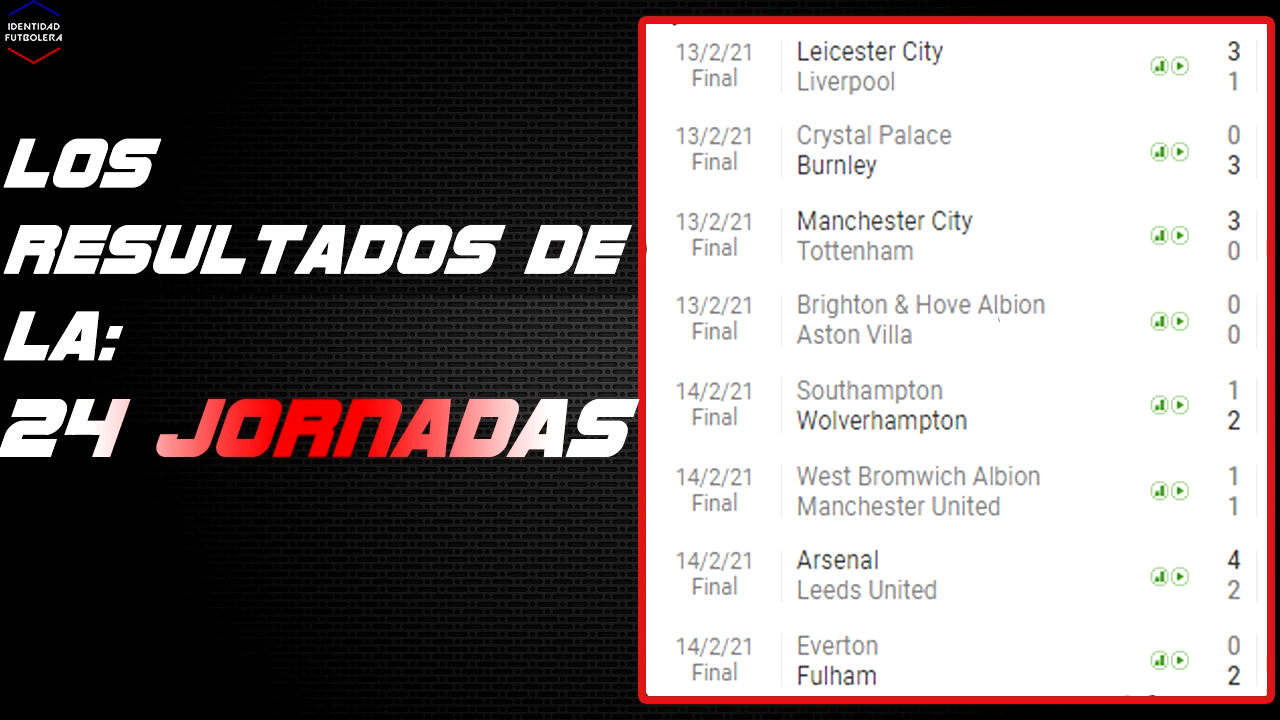 IDENTIDAD
FUTBOLERA
LOS
RESULTADOS DE
LA:
24 JORNADAS
13/2/21 Leicester City 3
Final Liverpool 1
13/2/21 Crystal Palace 0
Final Burnley 3
13/2/21 Manchester City 3
Final Tottenham 0
13/2/21 Brighton & Hove Albion 0
Final Aston Villa 0
14/2/21 Southampton 1
Final Wolverhampton 2
14/2/21 West Bromwich Albion 1
Final Manchester United 1
14/2/21 Arsenal 4
Final Leeds United 2
14/2/21 Everton 0
Final Fulham 2